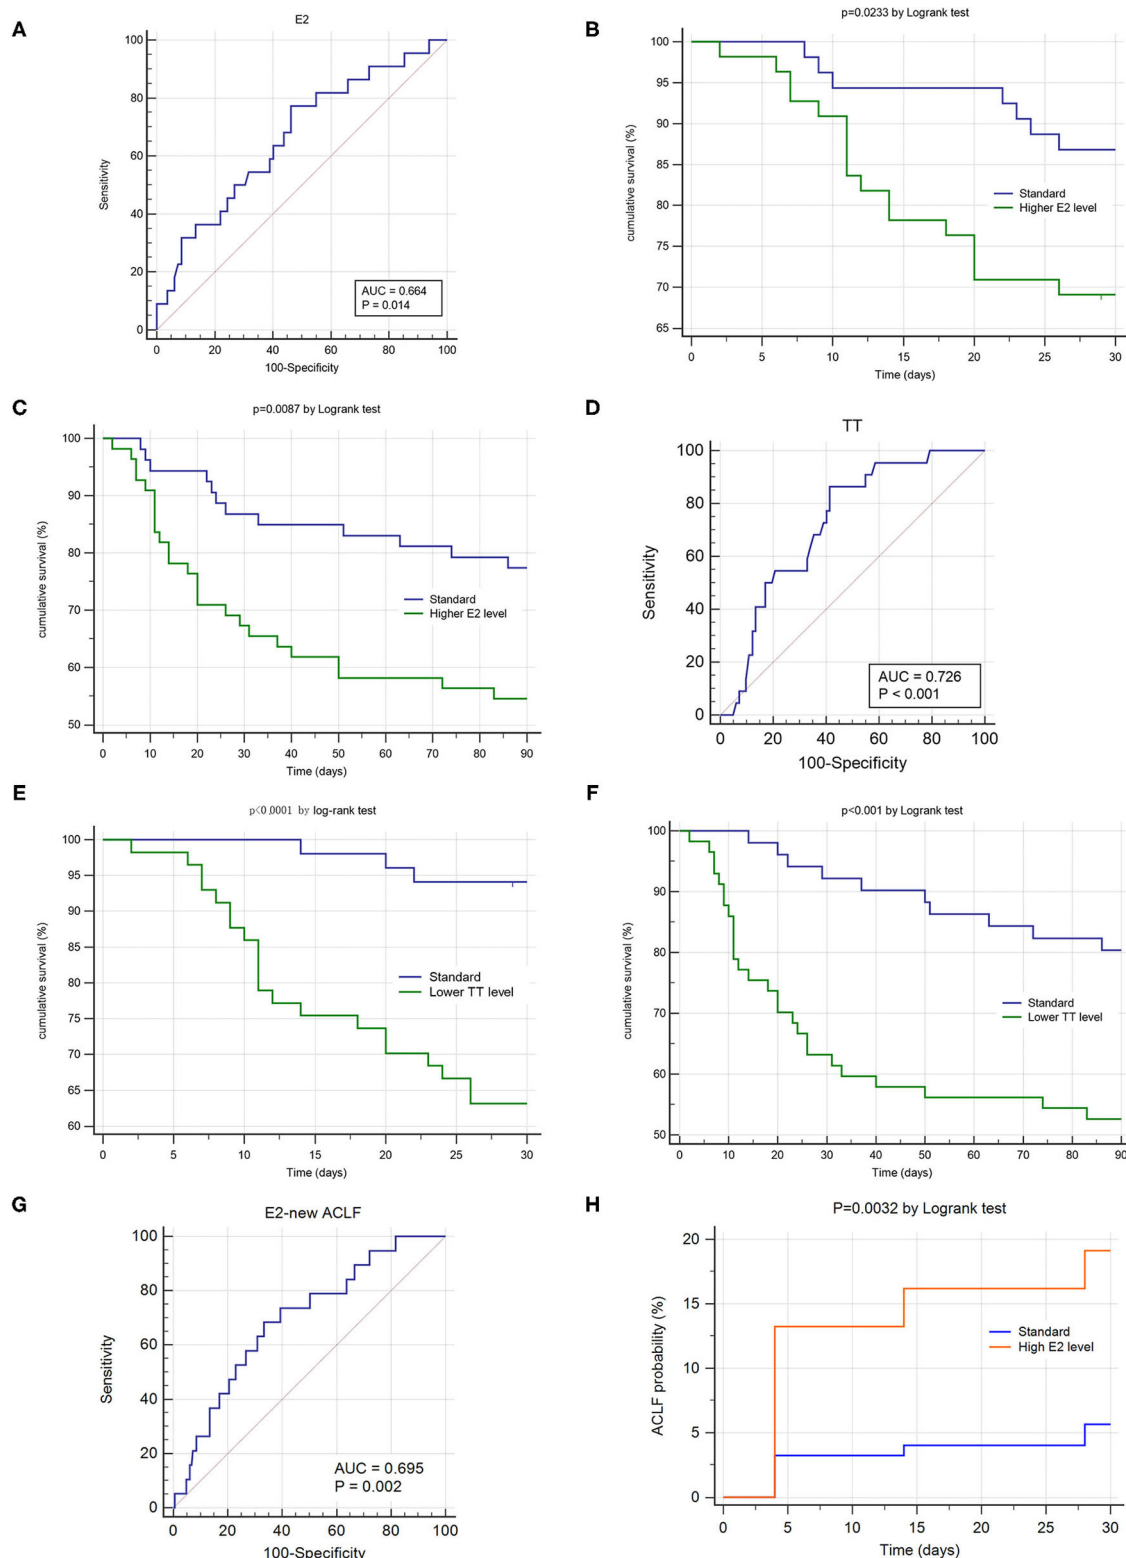 A
E2
Sensitivity
100
80
60
40
20
0
AUC = 0.664
P = 0.014
0 20 40 60 80 100
100-Specificity
B
p=0.0233 by Logrank test
cumulative survival (%)
100
95
90
85
80
75
70
65
Standard
Higher E2 level
0 5 10 15 20 25 30
Time (days)
C
p=0.0087 by Logrank test
cumulative survival (%)
100
90
80
70
60
50
Standard
Higher E2 level
0 10 20 30 40 50 60 70 80 90
Time (days)
D
TT
Sensitivity
100
80
60
40
20
0
AUC = 0.726
P < 0.001
0 20 40 60 80 100
100-Specificity
E
p<0.0001 by log-rank test
cumulative survival (%)
100
95
90
85
80
75
70
65
60
Standard
Lower TT level
0 5 10 15 20 25 30
Time (days)
F
p<0.001 by Logrank test
cumulative survival (%)
100
90
80
70
60
50
Standard
Lower TT level
0 10 20 30 40 50 60 70 80 90
Time (days)
G
E2-new ACLF
Sensitivity
100
80
60
40
20
0
AUC = 0.695
P = 0.002
0 20 40 60 80 100
100-Specificity
H
P=0.0032 by Logrank test
ACLF probability (%)
20
15
10
5
0
Standard
High E2 level
0 5 10 15 20 25 30
Time (days)